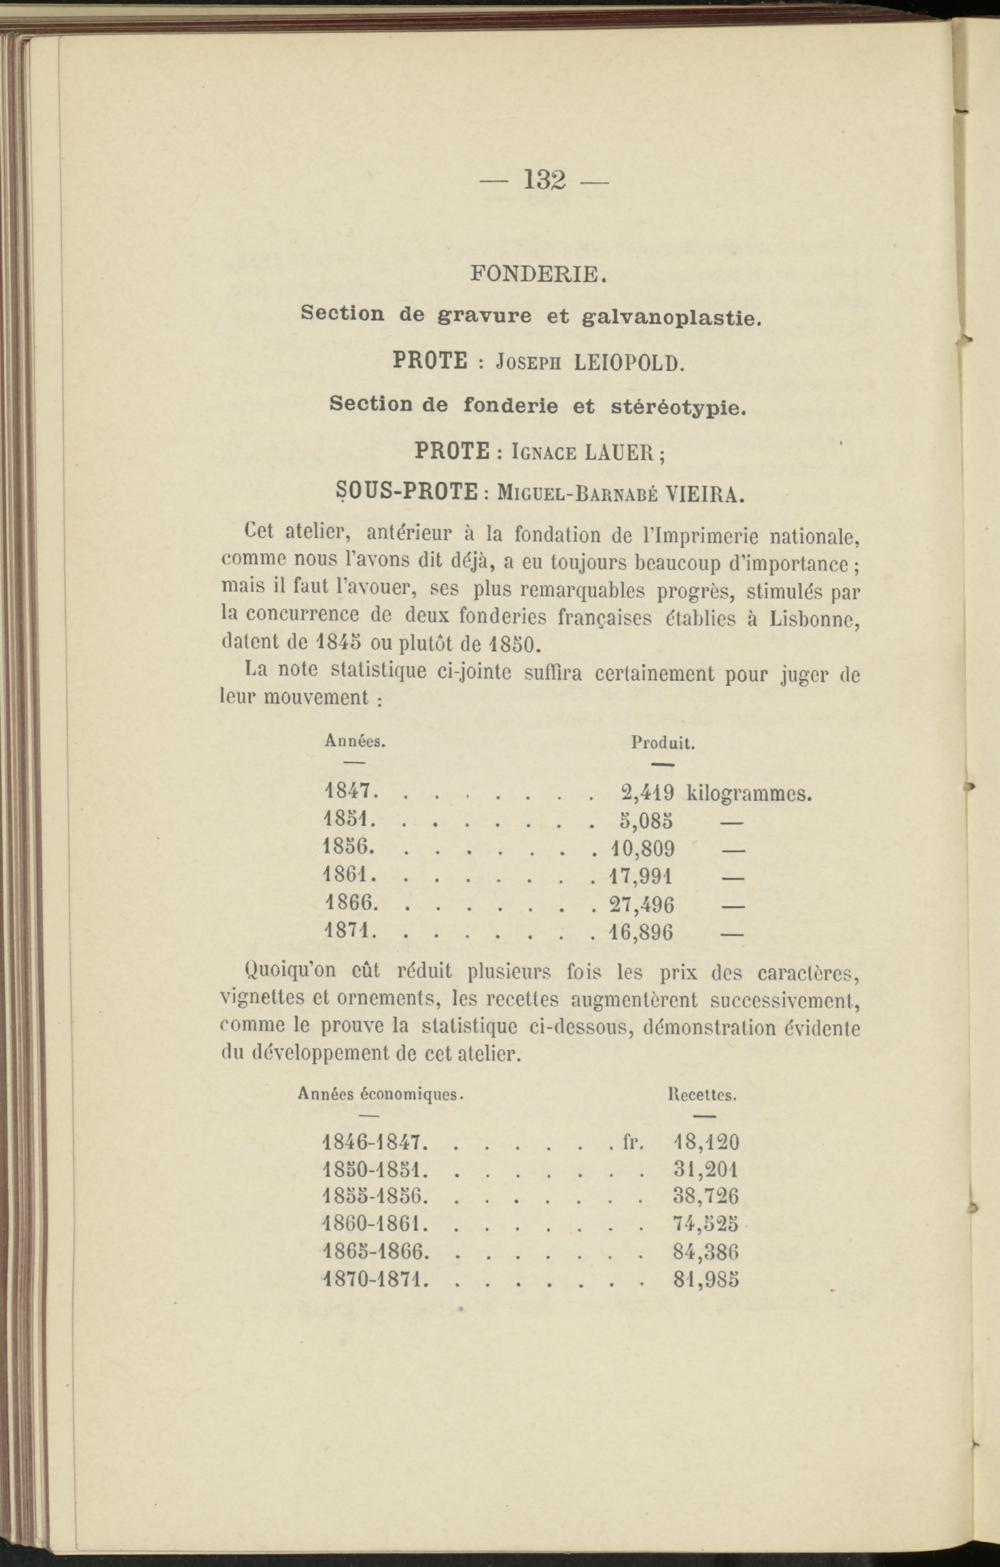 — 132 —
FONDERIE.
Section de gravure et galvanoplastie.
PROTE : JOSEPH LEIOPOLD.
Section de fonderie et stéréotypie.
PROTE : IGNACE LAUER ;
SOUS-PROTE : MIGUEL-BARNABÉ VIEIRA.
Cet atelier, antérieur à la fondation de l'Imprimerie nationale,
comme nous l'avons dit déjà, a eu toujours beaucoup d'importance ;
mais il faut l'avouer, ses plus remarquables progrès, stimulés par
la concurrence de deux fonderies françaises établies à Lisbonne,
datent de 1845 ou plutôt de 1850.
La note statistique ci-jointe suffira certainement pour juger de
leur mouvement :
Années. Produit.
1847. . . . . . . . 2,419 kilogrammes.
1851. . . . . . . . 5,085 —
1856. . . . . . . . 10,809 —
1861. . . . . . . . 17,991 —
1866. . . . . . . . 27,496 —
1871. . . . . . . . 16,896 —
Quoiqu'on eût réduit plusieurs fois les prix des caractères,
vignettes et ornements, les recettes augmentèrent successivement,
comme le prouve la statistique ci-dessous, démonstration évidente
du développement de cet atelier.
Années économiques. Recettes.
1846-1847. . . . . . . fr. 18,120
1850-1851. . . . . . . . 31,201
1855-1856. . . . . . . . 38,726
1860-1861. . . . . . . . 74,525
1865-1866. . . . . . . . 84,386
1870-1871. . . . . . . . 81,985